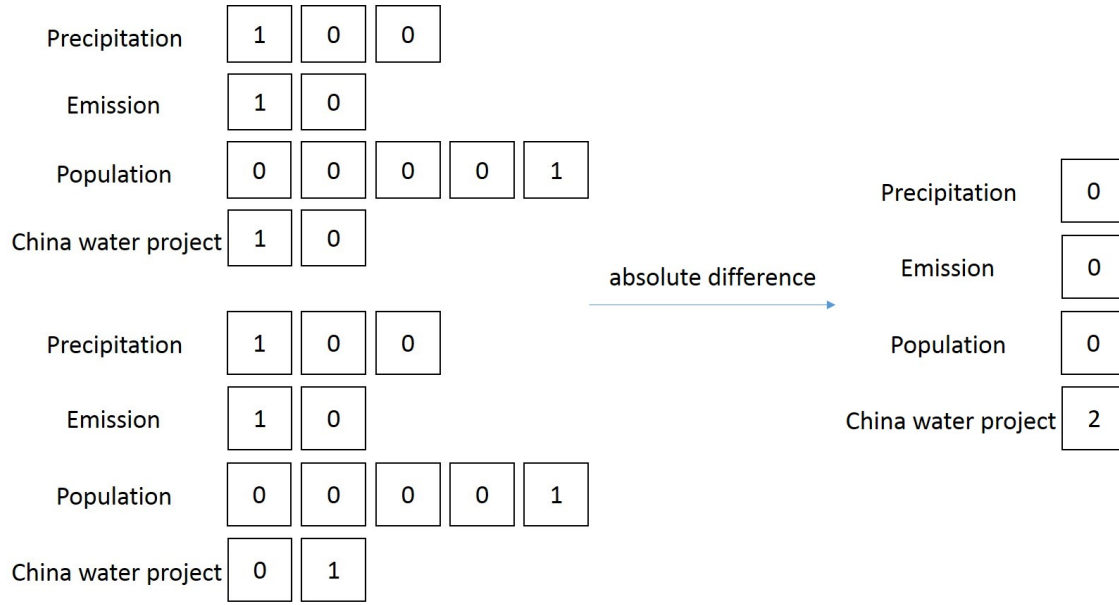 Precipitation 1 0 0
Emission 1 0
Population 0 0 0 0 1
China water project 1 0
Precipitation 1 0 0
Emission 1 0
Population 0 0 0 0 1
China water project 0 1
absolute difference
Precipitation 0
Emission 0
Population 0
China water project 2